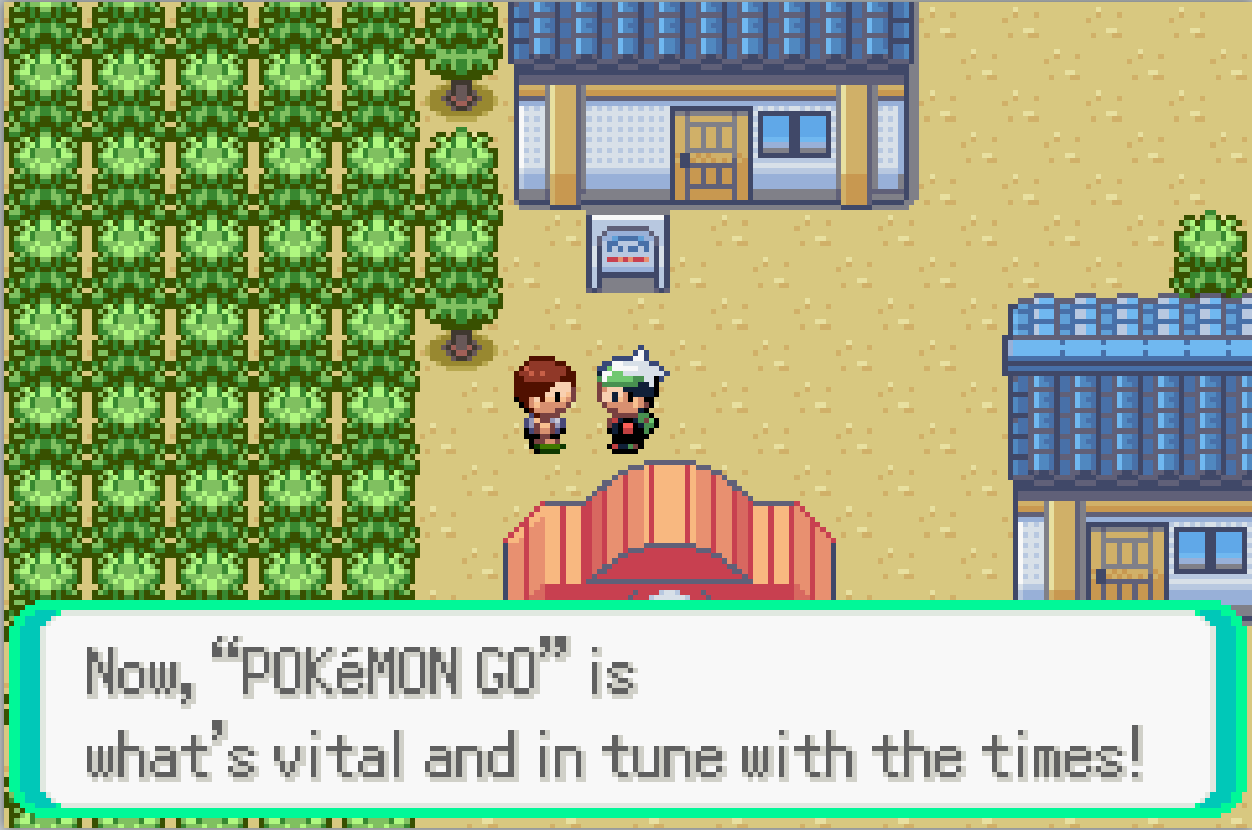 Now, “POKéMON GO” is
what’s vital and in tune with the times!